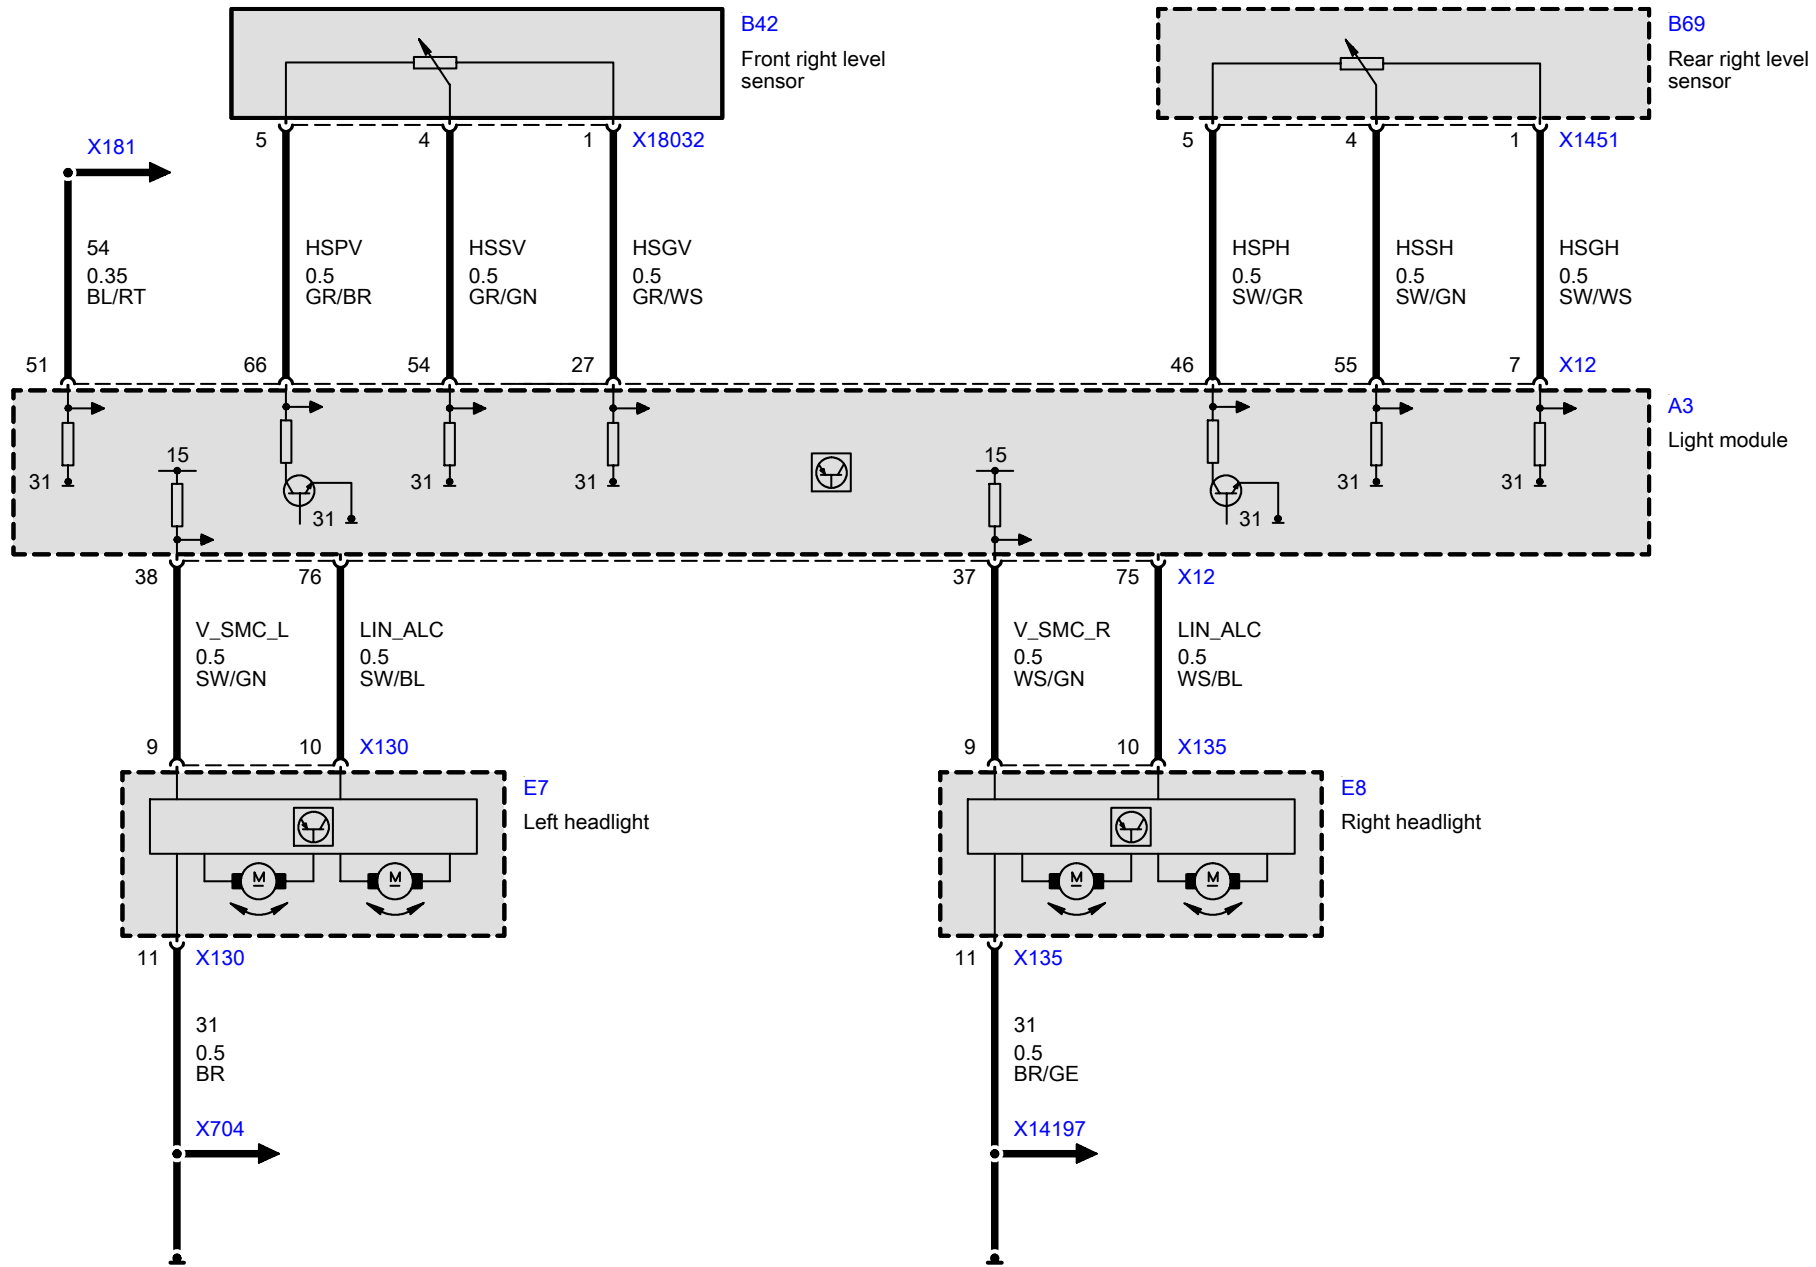 B42
Front right level
sensor
B69
Rear right level
sensor
X181
5 4 1 X18032
5 4 1 X1451
54
0.35
BL/RT
HSPV
0.5
GR/BR
HSSV
0.5
GR/GN
HSGV
0.5
GR/WS
HSPH
0.5
SW/GR
HSSH
0.5
SW/GN
HSGH
0.5
SW/WS
51 66 54 27 46 55 7 X12
A3
Light module
15 15
31 31 31 31 31
31 31
38 76 37 75 X12
V_SMC_L
0.5
SW/GN
LIN_ALC
0.5
SW/BL
V_SMC_R
0.5
WS/GN
LIN_ALC
0.5
WS/BL
9 10 X130
9 10 X135
E7
Left headlight
E8
Right headlight
M M M M
11 X130
11 X135
31
0.5
BR
31
0.5
BR/GE
X704
X14197